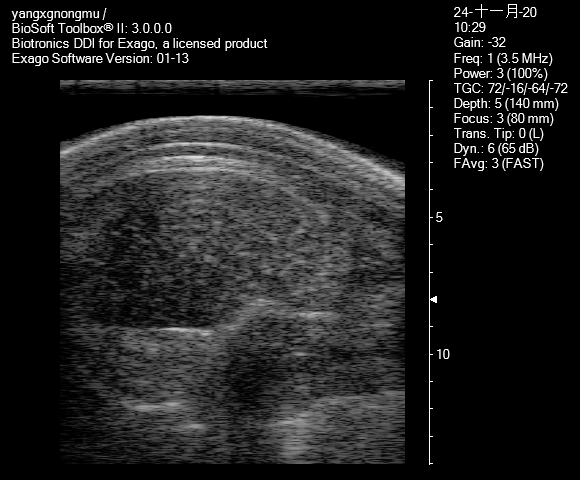 yangxgnongmu /
BioSoft Toolbox® II: 3.0.0.0
Biotronics DDI for Exago, a licensed product
Exago Software Version: 01-13
24-十一月-20
10:29
Gain: -32
Freq: 1 (3.5 MHz)
Power: 3 (100%)
TGC: 72/-16/-64/-72
Depth: 5 (140 mm)
Focus: 3 (80 mm)
Trans. Tip: 0 (L)
Dyn.: 6 (65 dB)
FAvg: 3 (FAST)
5
10